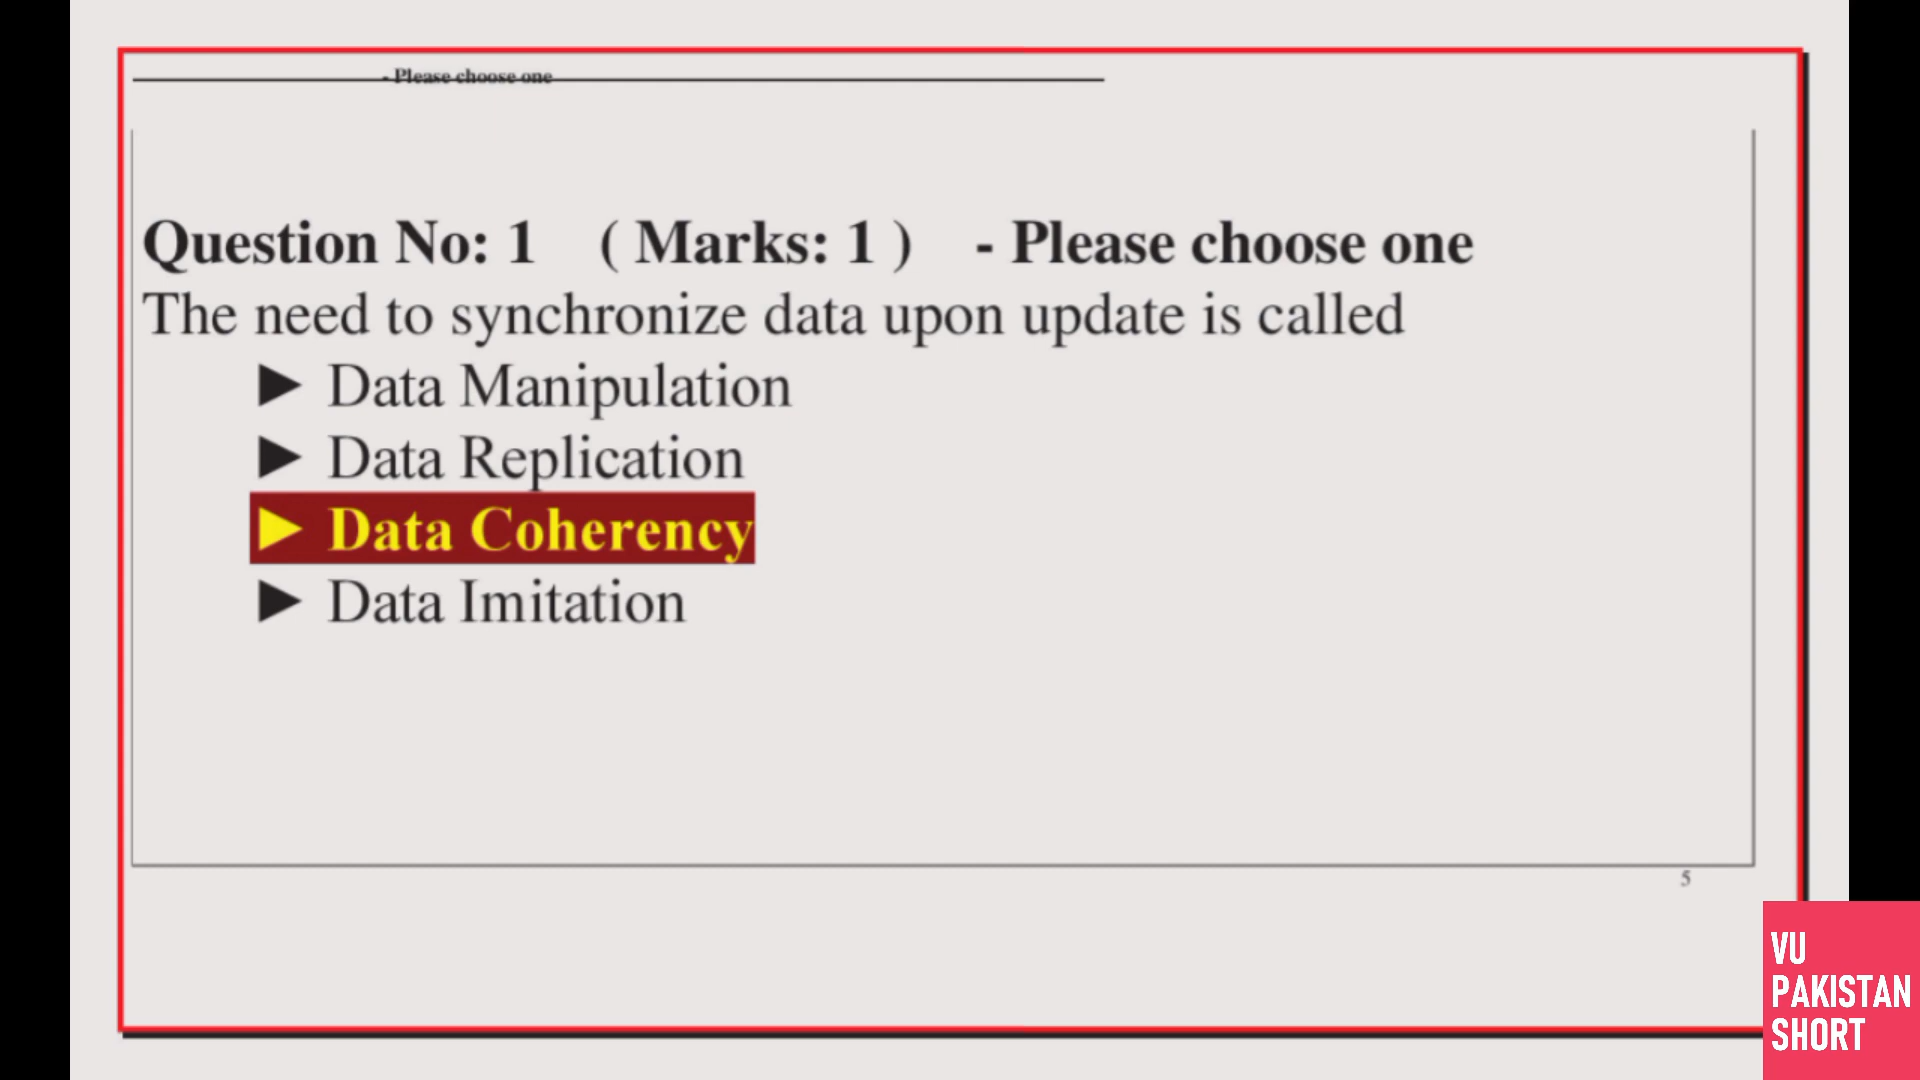 - Please choose one
Question No: 1 ( Marks: 1 ) - Please choose one
The need to synchronize data upon update is called
► Data Manipulation
► Data Replication
► Data Coherency
► Data Imitation
5
VU
PAKISTAN
SHORT